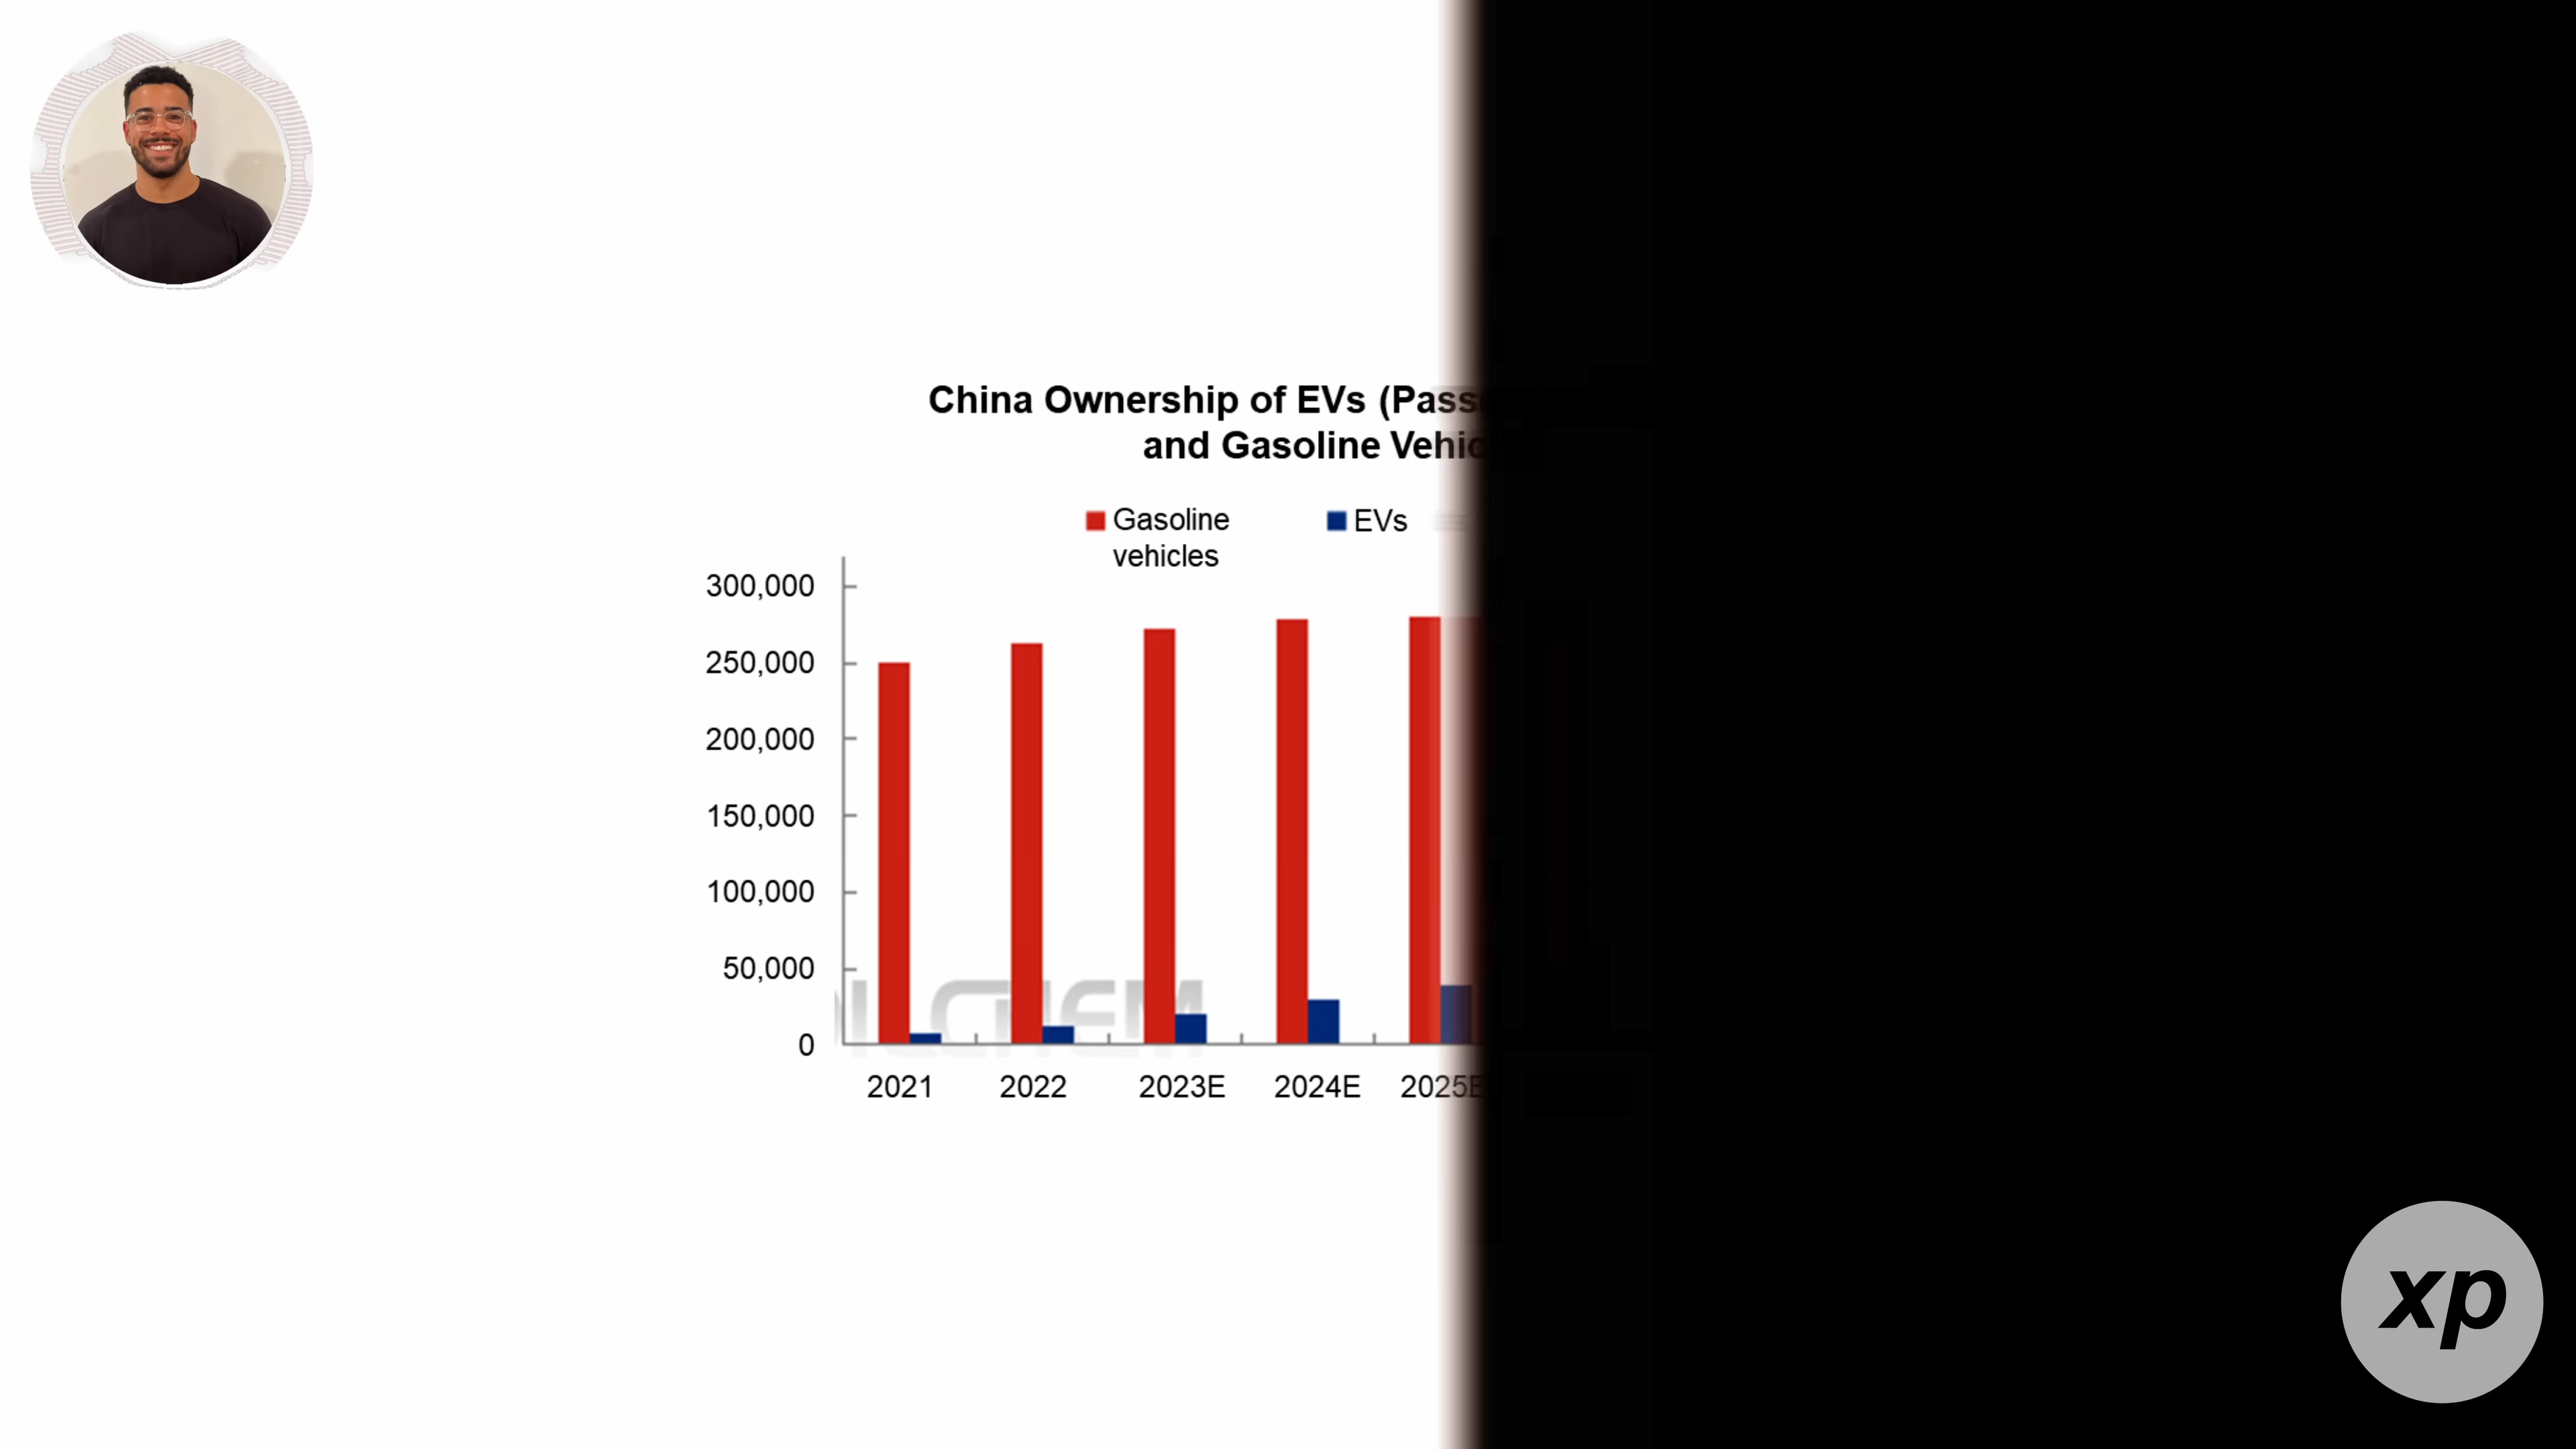 China Ownership of EVs (Pass
and Gasoline Vehic
Gasoline
vehicles
EVs
300,000
250,000
200,000
150,000
100,000
50,000
0
2021
2022
2023E
2024E
2025E
xp